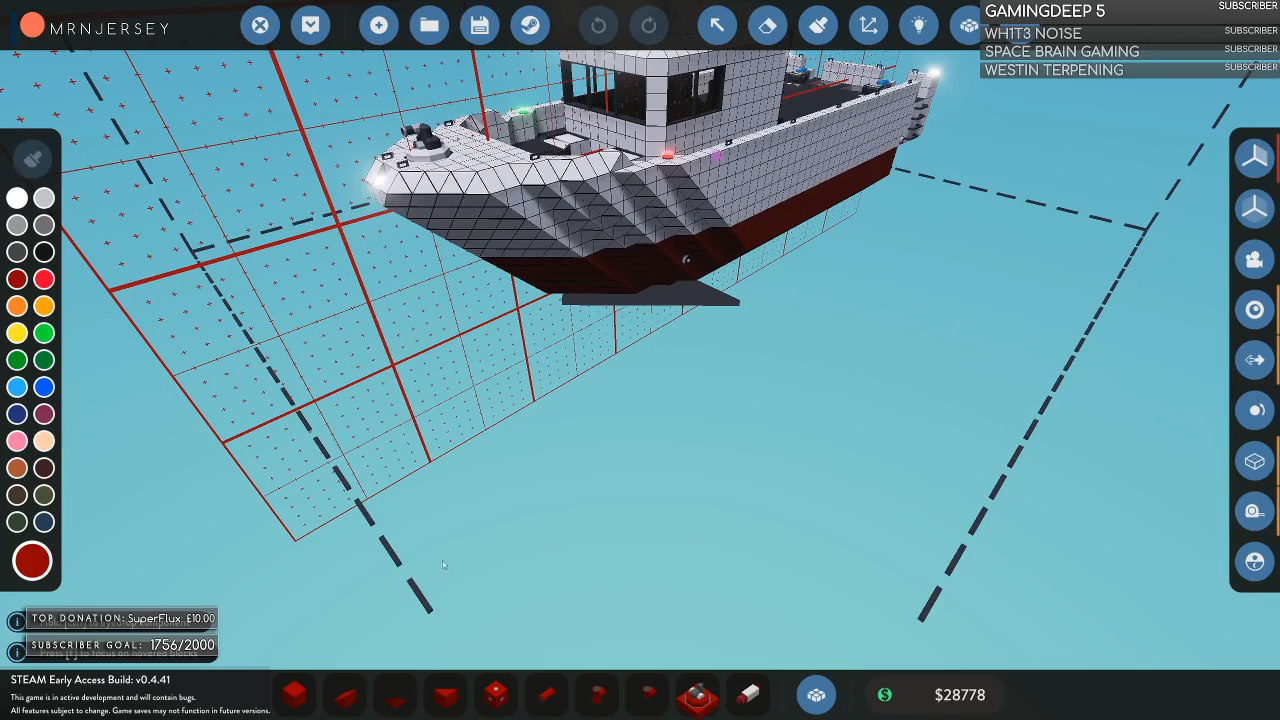 MRNJERSEY
GAMINGDEEP 5 SUBSCRIBER
WH1T3 NO1SE SUBSCRIBER
SPACE BRAIN GAMING SUBSCRIBER
WESTIN TERPENING SUBSCRIBER
TOP DONATION: SuperFlux: £10.00
SUBSCRIBER GOAL: 1756/2000
STEAM Early Access Build: v0.4.41
This game is in active development and will contain bugs.
All features subject to change. Game saves may not function in future versions.
$ $28778